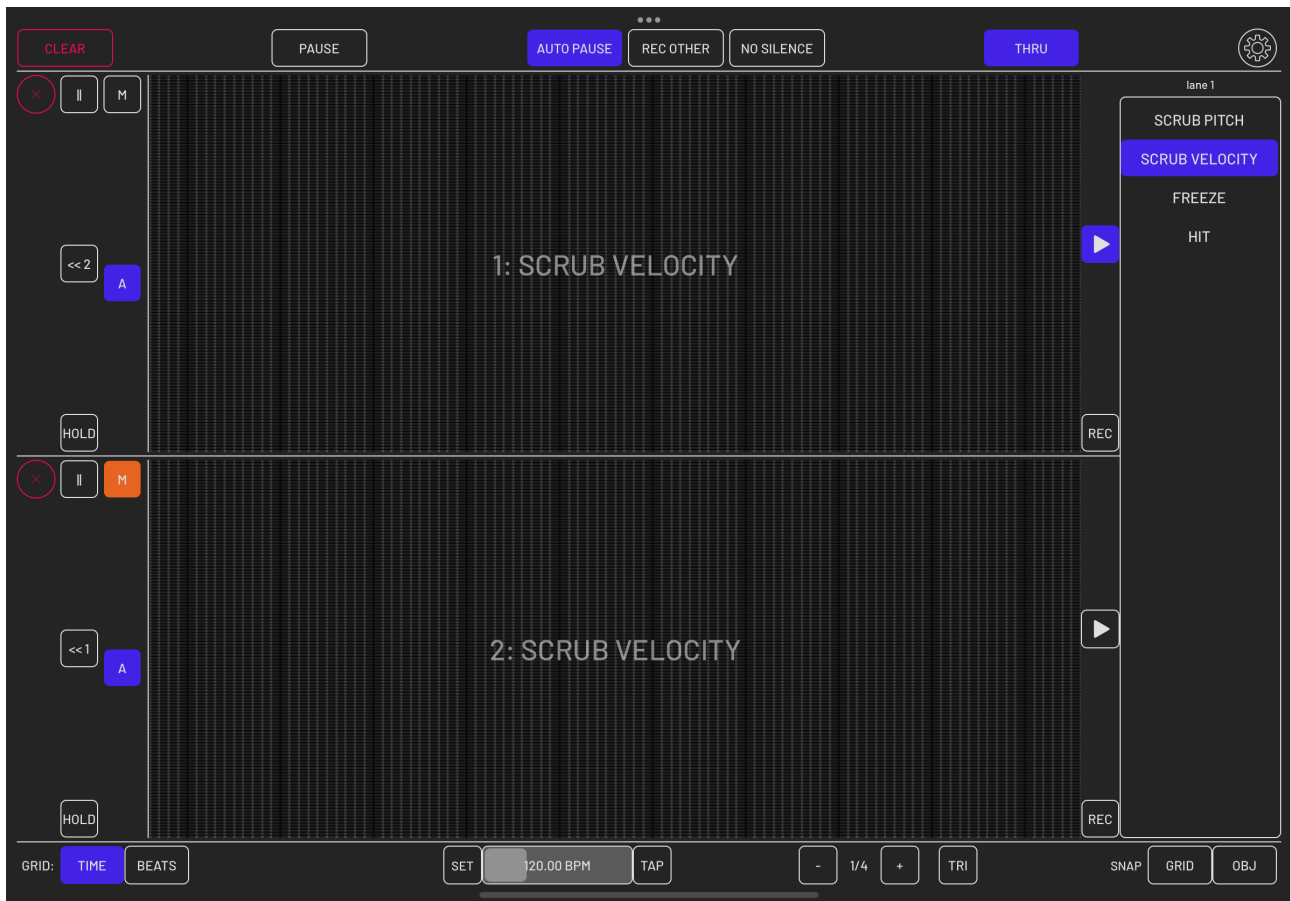 CLEAR PAUSE AUTO PAUSE REC OTHER NO SILENCE THRU
lane 1
M
SCRUB PITCH
SCRUB VELOCITY
FREEZE
HIT
<< 2
1: SCRUB VELOCITY
A
HOLD
REC
M
<< 1
2: SCRUB VELOCITY
A
HOLD
REC
GRID: TIME BEATS SET 120.00 BPM TAP - 1/4 + TRI SNAP GRID OBJ